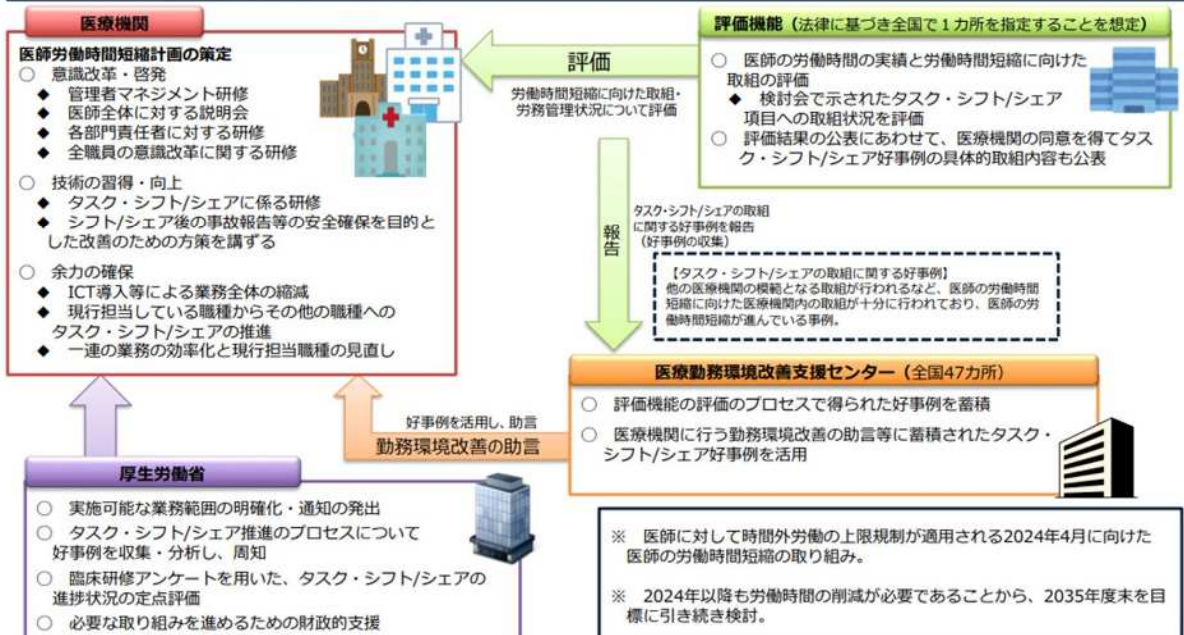 医療機関
医師労働時間短縮計画の策定
○ 意識改革・啓発
◆ 管理者マネジメント研修
◆ 医師全体に対する説明会
◆ 各部門責任者に対する研修
◆ 全職員の意識改革に関する研修
○ 技術の習得・向上
◆ タスク・シフト/シェアに係る研修
◆ シフト/シェア後の事故報告等の安全確保を目的と
した改善のための方策を講ずる
○ 余力の確保
◆ ICT導入等による業務全体の縮減
◆ 現行担当している職種からその他の職種への
タスク・シフト/シェアの推進
◆ 一連の業務の効率化と現行担当職種の見直し
評価
労働時間短縮に向けた取組・
労務管理状況について評価
評価機能（法律に基づき全国で１カ所を指定することを想定）
○ 医師の労働時間の実績と労働時間短縮に向けた
取組の評価
◆ 検討会で示されたタスク・シフト/シェア
項目への取組状況を評価
○ 評価結果の公表にあわせて、医療機関の同意を得てタス
ク・シフト/シェア好事例の具体的取組内容も公表
報告
タスク・シフト/シェアの取組
に関する好事例を報告
（好事例の収集）
【タスク・シフト/シェアの取組に関する好事例】
他の医療機関の模範となる取組が行われるなど、医師の労働時間
短縮に向けた医療機関内の取組が十分に行われており、医師の労
働時間短縮が進んでいる事例。
医療勤務環境改善支援センター（全国47カ所）
○ 評価機能の評価のプロセスで得られた好事例を蓄積
○ 医療機関に行う勤務環境改善の助言等に蓄積されたタスク・
シフト/シェア好事例を活用
好事例を活用し、助言
勤務環境改善の助言
厚生労働省
○ 実施可能な業務範囲の明確化・通知の発出
○ タスク・シフト/シェア推進のプロセスについて
好事例を収集・分析し、周知
○ 臨床研修アンケートを用いた、タスク・シフト/シェアの
進捗状況の定点評価
○ 必要な取り組みを進めるための財政的支援
※ 医師に対して時間外労働の上限規制が適用される2024年4月に向けた
医師の労働時間短縮の取り組み。
※ 2024年以降も労働時間の削減が必要であることから、2035年度末を目
標に引き続き検討。